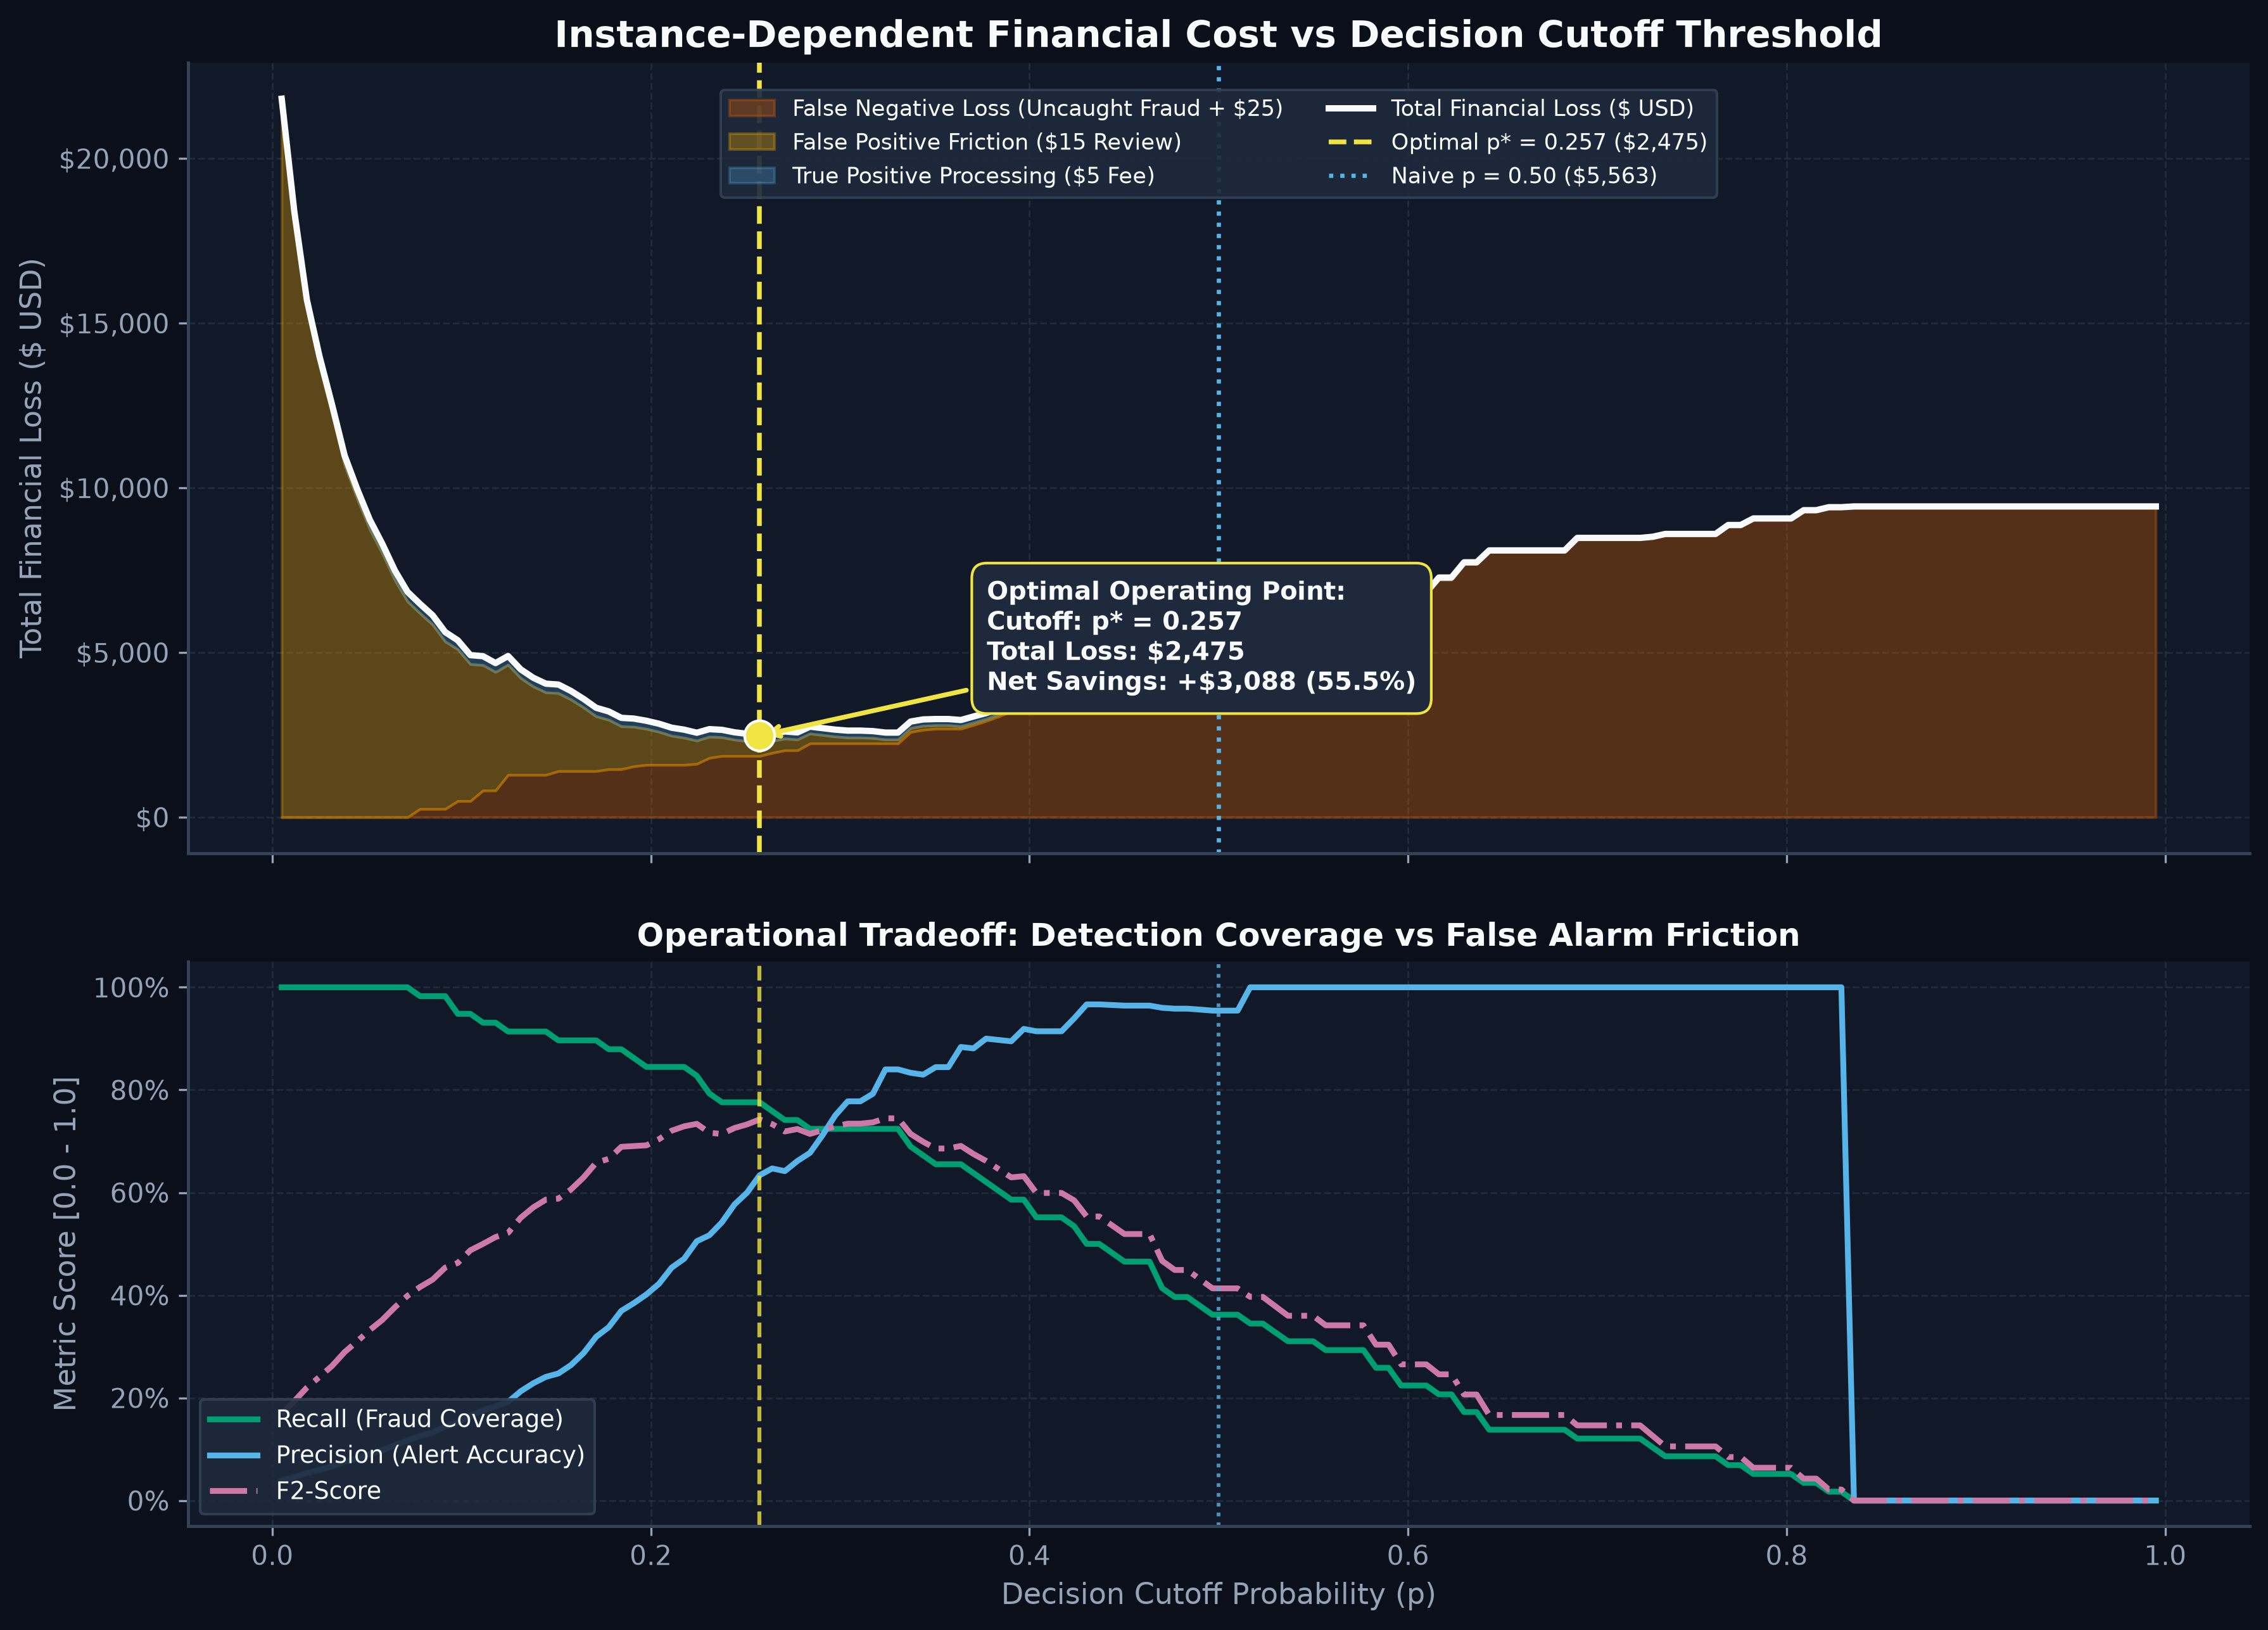 Instance-Dependent Financial Cost vs Decision Cutoff Threshold
Total Financial Loss ($ USD)
$20,000
$15,000
$10,000
$5,000
$0
False Negative Loss (Uncaught Fraud + $25)
False Positive Friction ($15 Review)
True Positive Processing ($5 Fee)
Total Financial Loss ($ USD)
Optimal p* = 0.257 ($2,475)
Naive p = 0.50 ($5,563)
Optimal Operating Point:
Cutoff: p* = 0.257
Total Loss: $2,475
Net Savings: +$3,088 (55.5%)
Operational Tradeoff: Detection Coverage vs False Alarm Friction
Metric Score [0.0 - 1.0]
100%
80%
60%
40%
20%
0%
Recall (Fraud Coverage)
Precision (Alert Accuracy)
F2-Score
0.0 0.2 0.4 0.6 0.8 1.0
Decision Cutoff Probability (p)